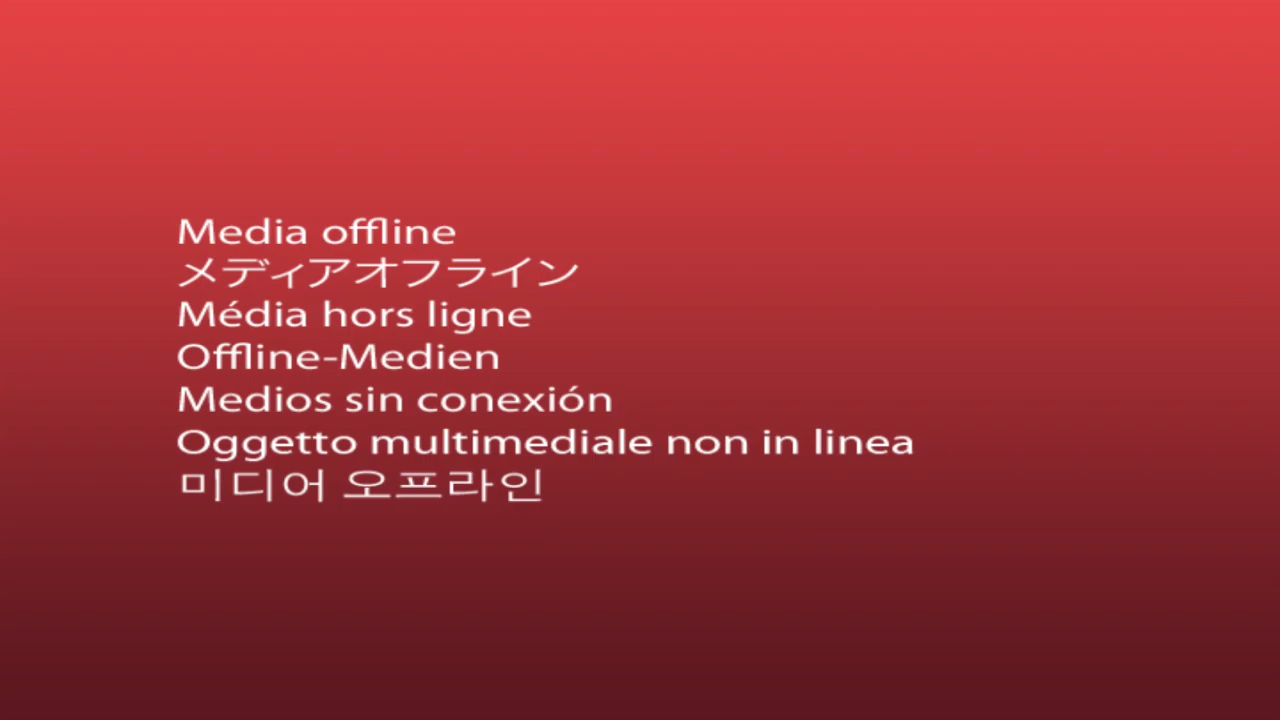 Media offline
メディアオフライン
Média hors ligne
Offline-Medien
Medios sin conexión
Oggetto multimediale non in linea
미디어 오프라인